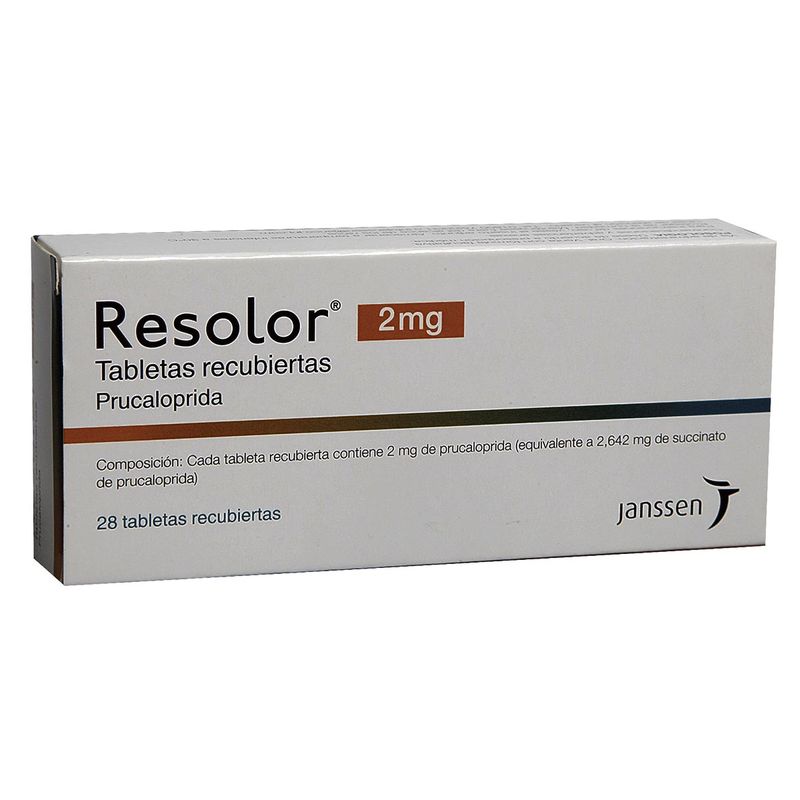 Resolor® 2mg
Tabletas recubiertas
Prucaloprida
Composición: Cada tableta recubierta contiene 2 mg de prucaloprida (equivalente a 2,642 mg de succinato
de prucaloprida)
28 tabletas recubiertas
janssen